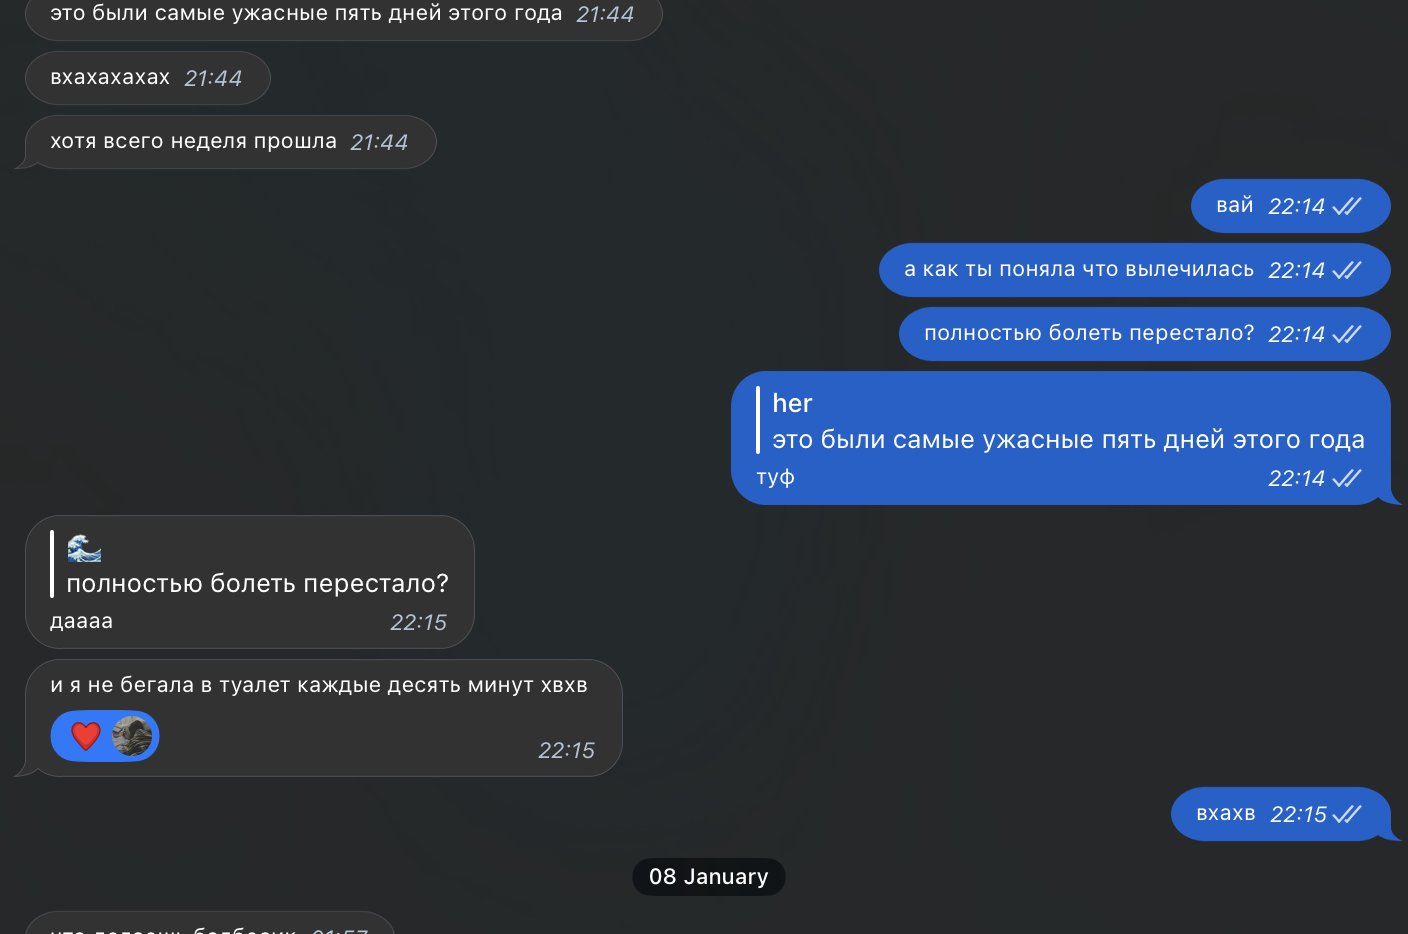 это были самые ужасные пять дней этого года 21:44
вхахахахах 21:44
хотя всего неделя прошла 21:44
вай 22:14
а как ты поняла что вылечилась 22:14
полностью болеть перестало? 22:14
her
это были самые ужасные пять дней этого года
туф 22:14
полностью болеть перестало?
даааа 22:15
и я не бегала в туалет каждые десять минут хвхв
22:15
вхахв 22:15
08 January